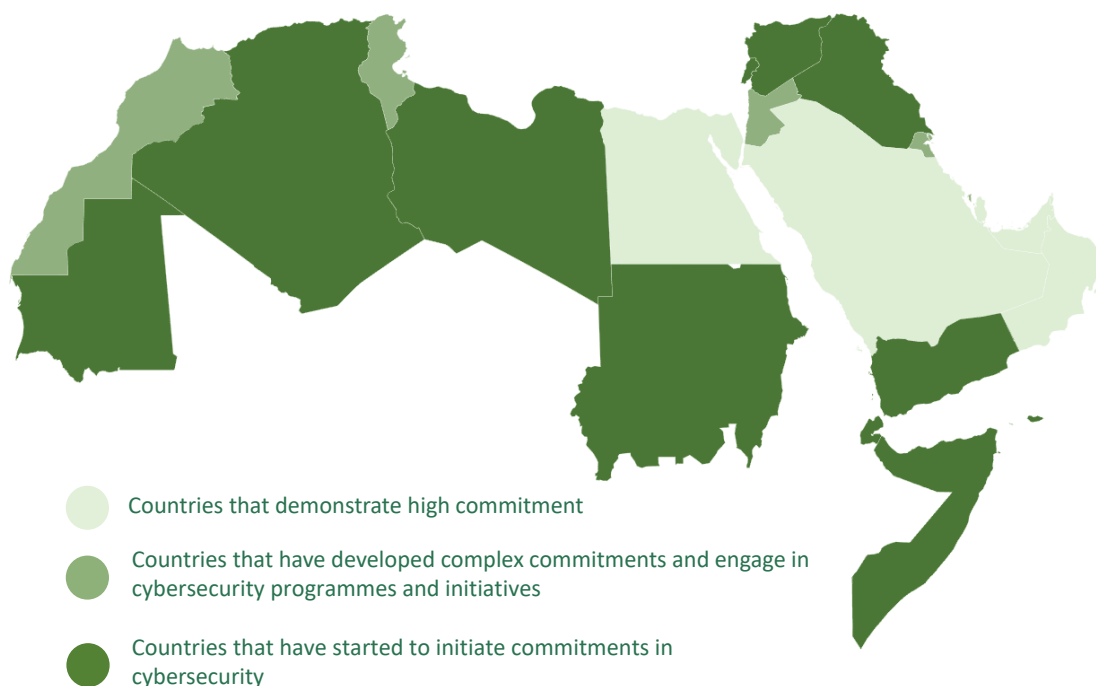 Countries that demonstrate high commitment
Countries that have developed complex commitments and engage in
cybersecurity programmes and initiatives
Countries that have started to initiate commitments in
cybersecurity